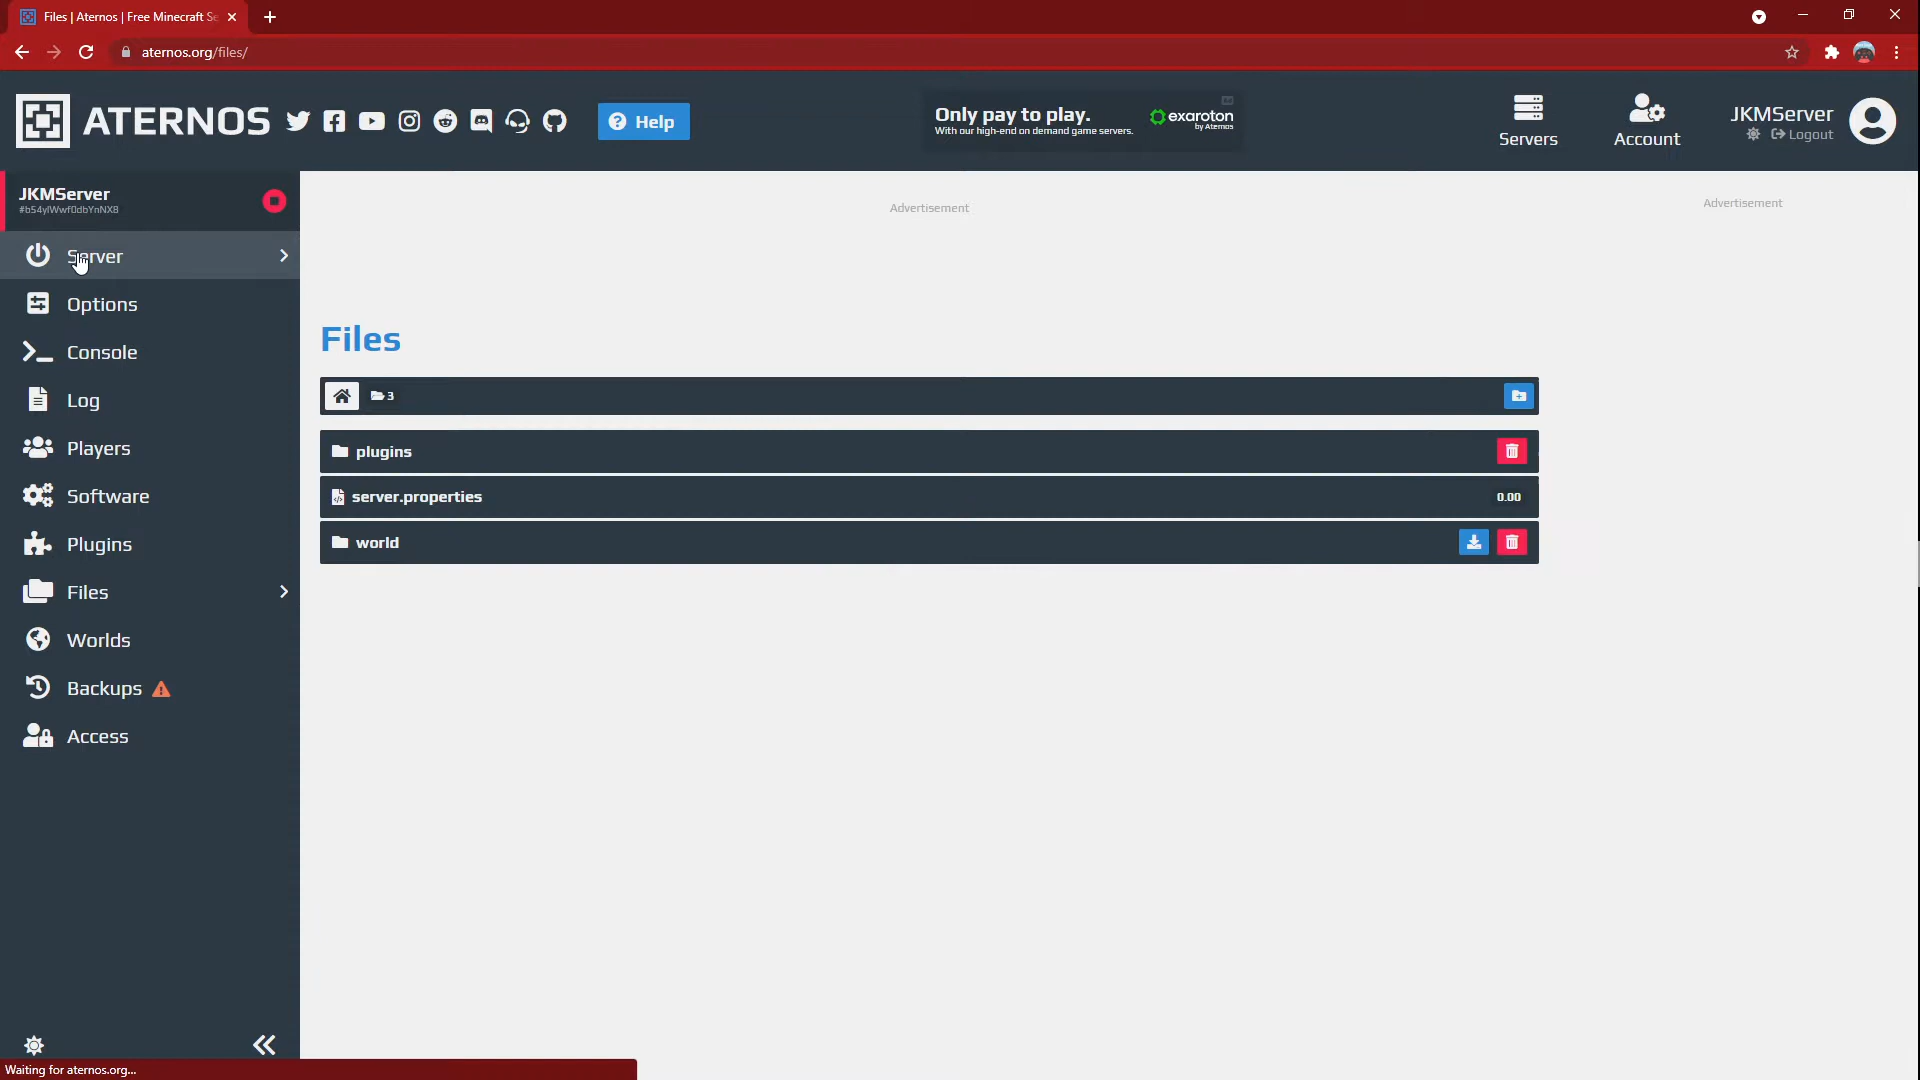 Files | Aternos | Free Minecraft Se
aternos.org/files/
ATERNOS
Help
Only pay to play.
With our high-end on demand game servers.
Ad
exaroton
by Aternos
Servers
Account
JKMServer
Logout
JKMServer
Server
Options
Console
Log
Players
Software
Plugins
Files
Worlds
Backups
Access
Advertisement
Advertisement
Files
3
plugins
server.properties
0.00
world
Waiting for aternos.org...